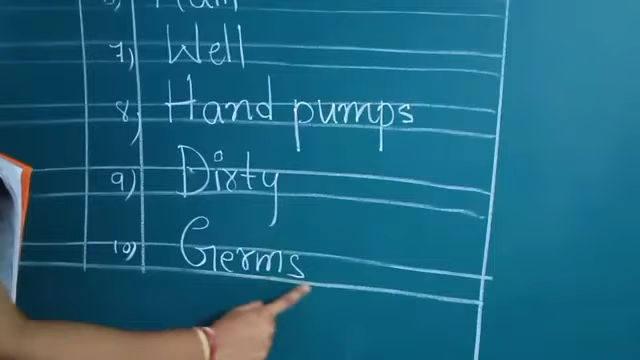 7) Well
8) Hand pumps
9) Dirty
10) Germs